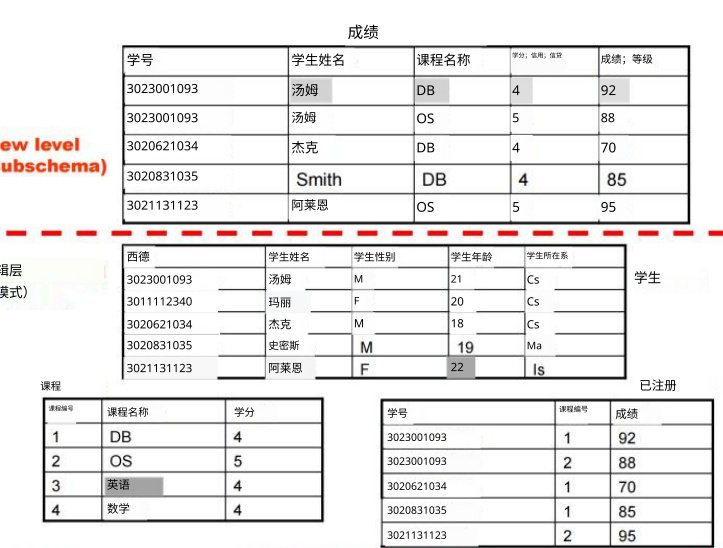 成绩
学号 学生姓名 课程名称 学分；信用；信贷 成绩；等级
3023001093 汤姆 DB 4 92
3023001093 汤姆 OS 5 88
3020621034 杰克 DB 4 70
3020831035 Smith DB 4 85
3021131123 阿莱恩 OS 5 95
ew level
ubschema)
辑层
模式）
西德 学生姓名 学生性别 学生年龄 学生所在系
3023001093 汤姆 M 21 Cs
3011112340 玛丽 F 20 Cs
3020621034 杰克 M 18 Cs
3020831035 史密斯 M 19 Ma
3021131123 阿莱恩 F 22 Is
学生
课程
课程编号 课程名称 学分
1 DB 4
2 OS 5
3 英语 4
4 数学 4
已注册
学号 课程编号 成绩
3023001093 1 92
3023001093 2 88
3020621034 1 70
3020831035 1 85
3021131123 2 95